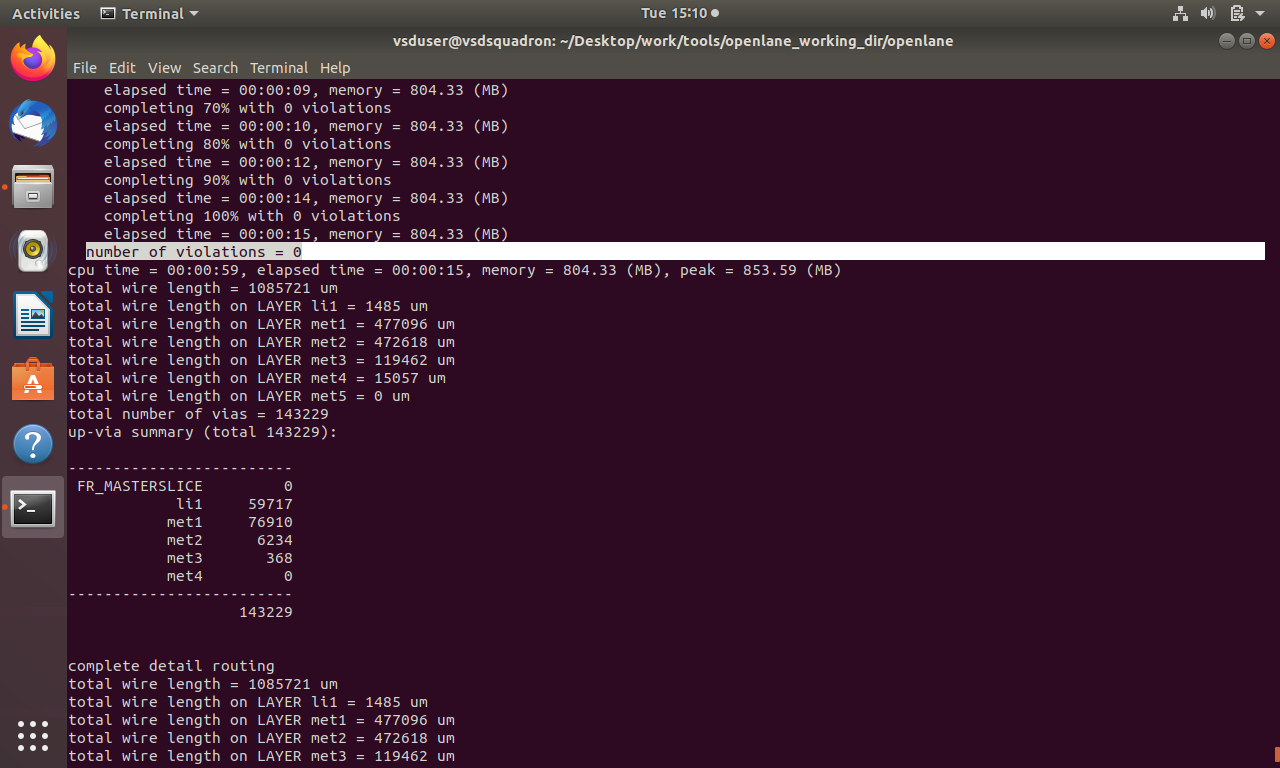 Activities Terminal Tue 15:10
vsduser@vsdsquadron: ~/Desktop/work/tools/openlane_working_dir/openlane
File Edit View Search Terminal Help
elapsed time = 00:00:09, memory = 804.33 (MB)
completing 70% with 0 violations
elapsed time = 00:00:10, memory = 804.33 (MB)
completing 80% with 0 violations
elapsed time = 00:00:12, memory = 804.33 (MB)
completing 90% with 0 violations
elapsed time = 00:00:14, memory = 804.33 (MB)
completing 100% with 0 violations
elapsed time = 00:00:15, memory = 804.33 (MB)
number of violations = 0
cpu time = 00:00:59, elapsed time = 00:00:15, memory = 804.33 (MB), peak = 853.59 (MB)
total wire length = 1085721 um
total wire length on LAYER li1 = 1485 um
total wire length on LAYER met1 = 477096 um
total wire length on LAYER met2 = 472618 um
total wire length on LAYER met3 = 119462 um
total wire length on LAYER met4 = 15057 um
total wire length on LAYER met5 = 0 um
total number of vias = 143229
up-via summary (total 143229):
-------------------------
FR_MASTERSLICE 0
li1 59717
met1 76910
met2 6234
met3 368
met4 0
-------------------------
143229
complete detail routing
total wire length = 1085721 um
total wire length on LAYER li1 = 1485 um
total wire length on LAYER met1 = 477096 um
total wire length on LAYER met2 = 472618 um
total wire length on LAYER met3 = 119462 um